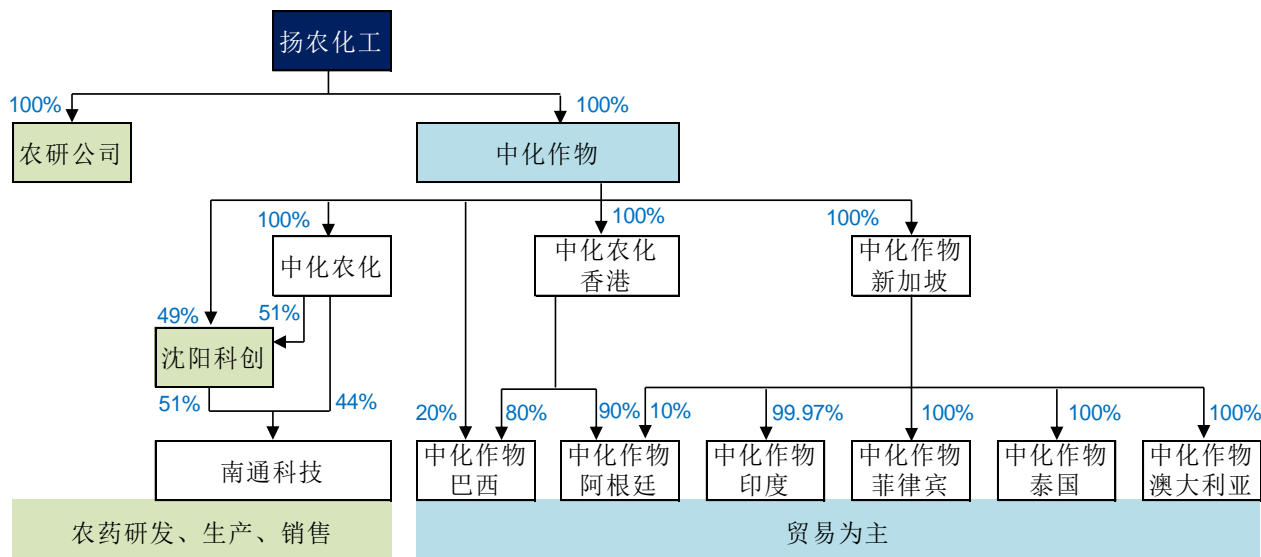 扬农化工
100%
100%
农研公司
中化作物
100%
100%
100%
中化农化
中化农化
香港
中化作物
新加坡
49%
51%
沈阳科创
51%
44%
20%
80%
90%
10%
99.97%
100%
100%
100%
南通科技
中化作物
巴西
中化作物
阿根廷
中化作物
印度
中化作物
菲律宾
中化作物
泰国
中化作物
澳大利亚
农药研发、生产、销售
贸易为主